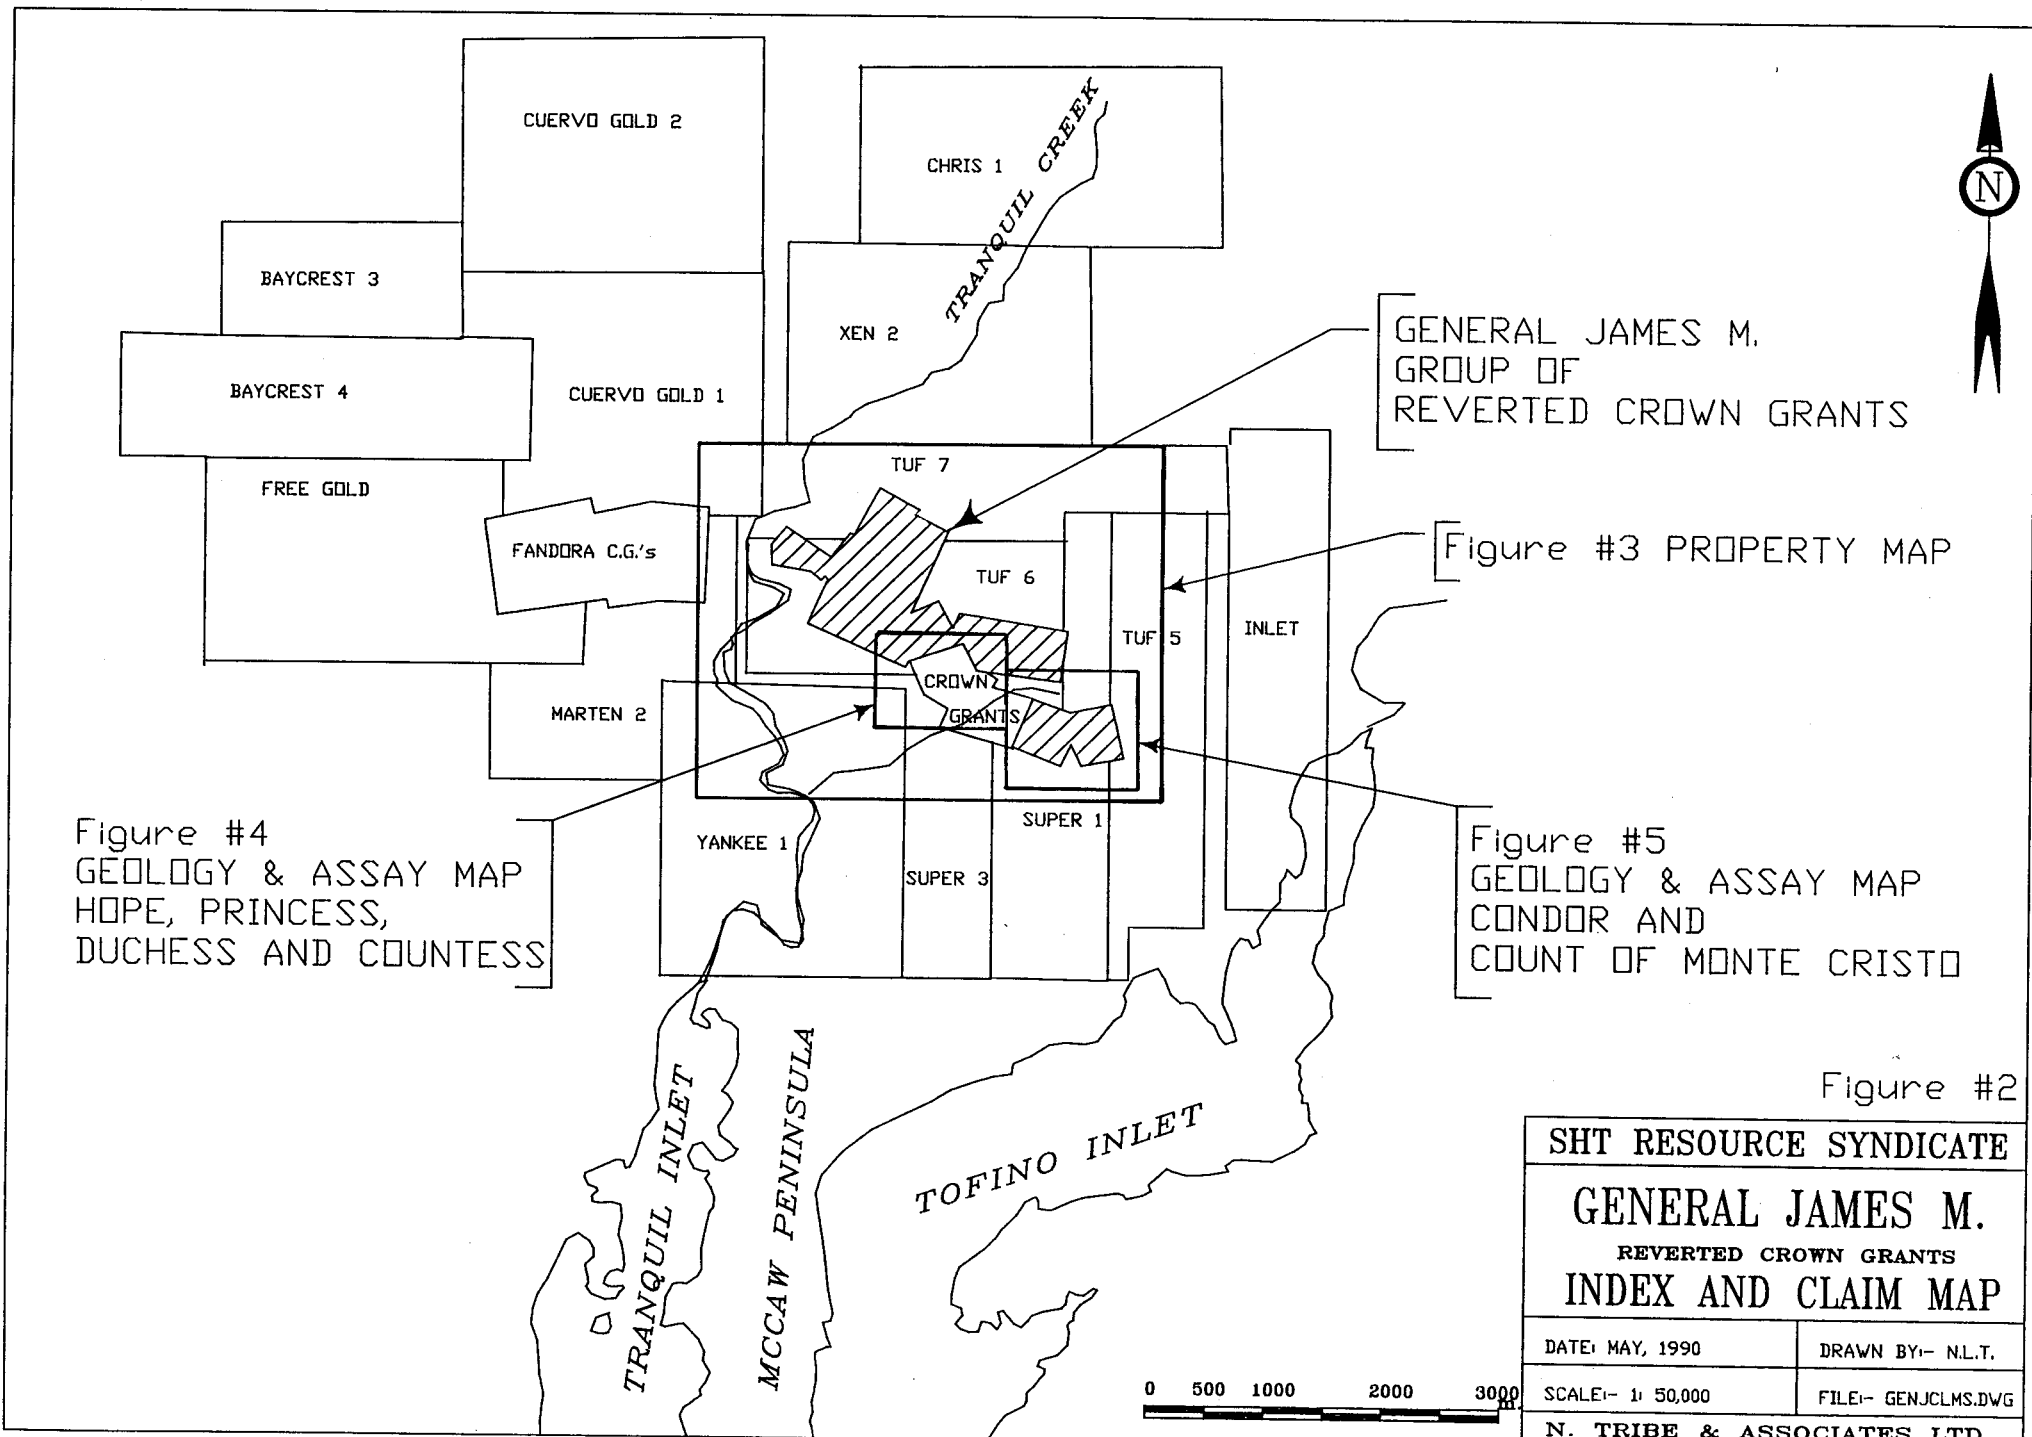 CUERVO GOLD 2
CHRIS 1
TRANQUIL CREEK
N
BAYCREST 3
XEN 2
BAYCREST 4
CUERVO GOLD 1
GENERAL JAMES M.
GROUP OF
REVERTED CROWN GRANTS
TUF 7
FREE GOLD
FANDORA C.G.'s
TUF 6
Figure #3 PROPERTY MAP
TUF 5
INLET
CROWN
GRANTS
MARTEN 2
Figure #4
GEOLOGY & ASSAY MAP
HOPE, PRINCESS,
DUCHESS AND COUNTESS
YANKEE 1
SUPER 1
SUPER 3
Figure #5
GEOLOGY & ASSAY MAP
CONDOR AND
COUNT OF MONTE CRISTO
TRANQUIL INLET
MCCAW PENINSULA
TOFINO INLET
Figure #2
SHT RESOURCE SYNDICATE
GENERAL JAMES M.
REVERTED CROWN GRANTS
INDEX AND CLAIM MAP
DATE: MAY, 1990
DRAWN BY:- N.L.T.
SCALE:- 1: 50,000
FILE:- GENJCLMS.DWG
N. TRIBE & ASSOCIATES LTD
0 500 1000 2000 3000 m.